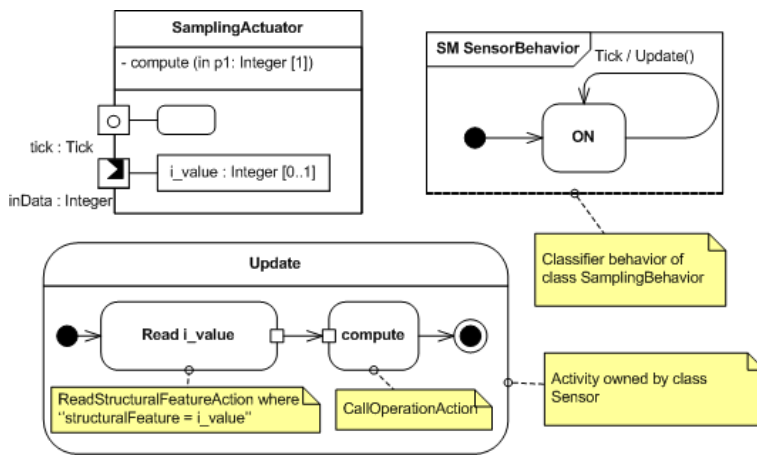 SamplingActuator
- compute (in p1: Integer [1])
tick : Tick
i_value : Integer [0..1]
inData : Integer
SM SensorBehavior
Tick / Update()
ON
Classifier behavior of
class SamplingBehavior
Update
Read i_value
compute
ReadStructuralFeatureAction where
"structuralFeature = i_value"
CallOperationAction
Activity owned by class
Sensor